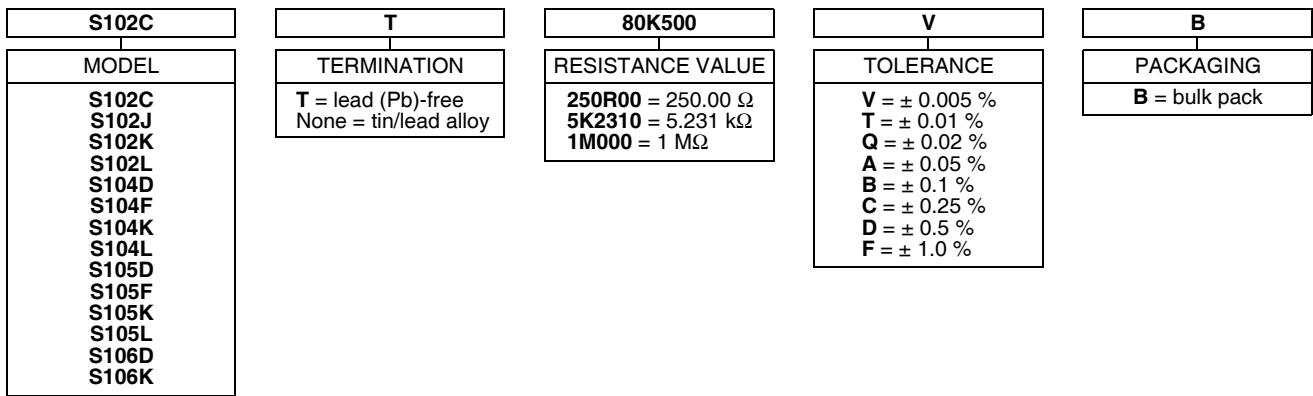 S102C
MODEL
S102C
S102J
S102K
S102L
S104D
S104F
S104K
S104L
S105D
S105F
S105K
S105L
S106D
S106K
T
TERMINATION
T = lead (Pb)-free
None = tin/lead alloy
80K500
RESISTANCE VALUE
250R00 = 250.00 Ω
5K2310 = 5.231 kΩ
1M000 = 1 MΩ
V
TOLERANCE
V = ± 0.005 %
T = ± 0.01 %
Q = ± 0.02 %
A = ± 0.05 %
B = ± 0.1 %
C = ± 0.25 %
D = ± 0.5 %
F = ± 1.0 %
B
PACKAGING
B = bulk pack